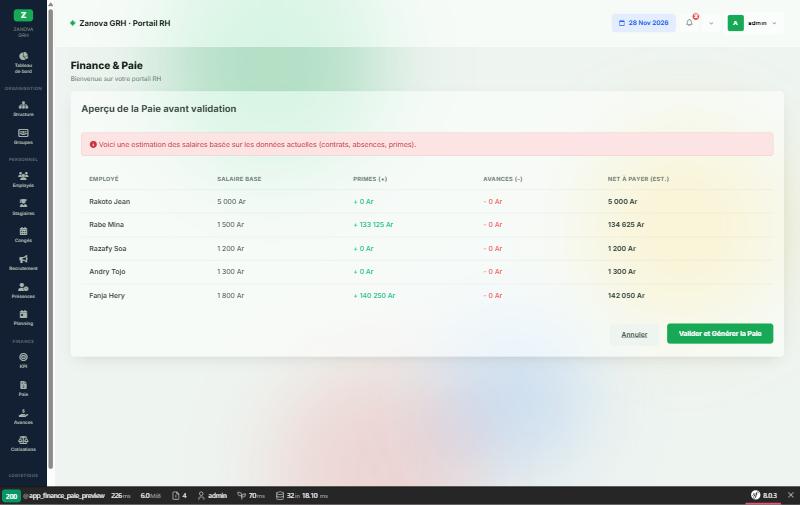 Z
ZANOVA
GRH
Zanova GRH · Portail RH
28 Nov 2026
A
admin
Tableau
de bord
ORGANISATION
Structure
Groupes
PERSONNEL
Employés
Stagiaires
Congés
Recrutement
Présences
Planning
FINANCE
KPI
Paie
Avances
Cotisations
LOGISTIQUE
Finance & Paie
Bienvenue sur votre portail RH
Aperçu de la Paie avant validation
Voici une estimation des salaires basée sur les données actuelles (contrats, absences, primes).
EMPLOYÉ SALAIRE BASE PRIMES (+) AVANCES (-) NET À PAYER (EST.)
Rakoto Jean 5 000 Ar + 0 Ar - 0 Ar 5 000 Ar
Rabe Mina 1 500 Ar + 133 125 Ar - 0 Ar 134 625 Ar
Razafy Soa 1 200 Ar + 0 Ar - 0 Ar 1 200 Ar
Andry Tojo 1 300 Ar + 0 Ar - 0 Ar 1 300 Ar
Fanja Hery 1 800 Ar + 140 250 Ar - 0 Ar 142 050 Ar
Annuler Valider et Générer la Paie
200 @app_finance_paie_preview 226 ms 6.0 MiB 4 admin 70 ms 32 in 18.10 ms 8.0.3